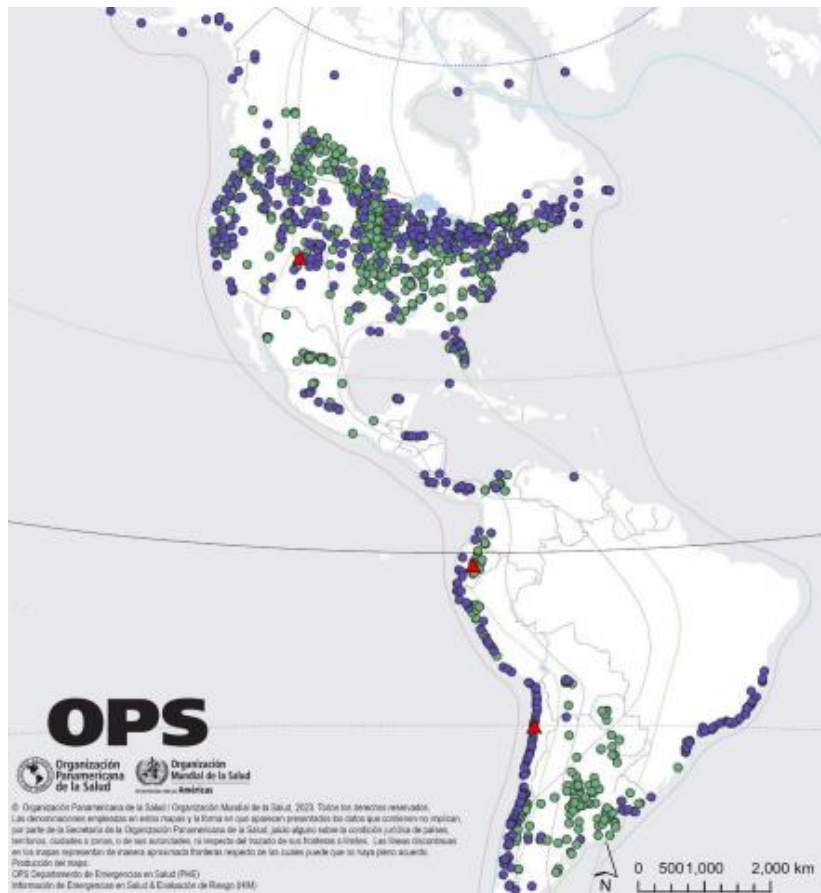 OPS
Organización
Panamericana
de la Salud
Organización
Mundial de la Salud
Américas
© Organización Panamericana de la Salud / Organización Mundial de la Salud, 2023. Todos los derechos reservados.
Las denominaciones empleadas en estos mapas y la forma en que aparecen presentados los datos que contienen no implican,
por parte de la Secretaría de la Organización Panamericana de la Salud, juicio alguno sobre la condición jurídica de países,
territorios, ciudades o zonas, o de sus autoridades, ni respecto del trazado de sus fronteras o límites. Las líneas discontinuas
en los mapas representan de manera aproximada fronteras respecto de las cuales puede que no haya pleno acuerdo.
Producción del mapa:
OPS Departamento de Emergencias en Salud (PHE)
Información de Emergencias en Salud & Evaluación de Riesgo (HIM)
N
0 500 1,000 2,000 km